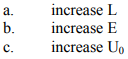 a. increase L
b. increase E
c. increase U₀